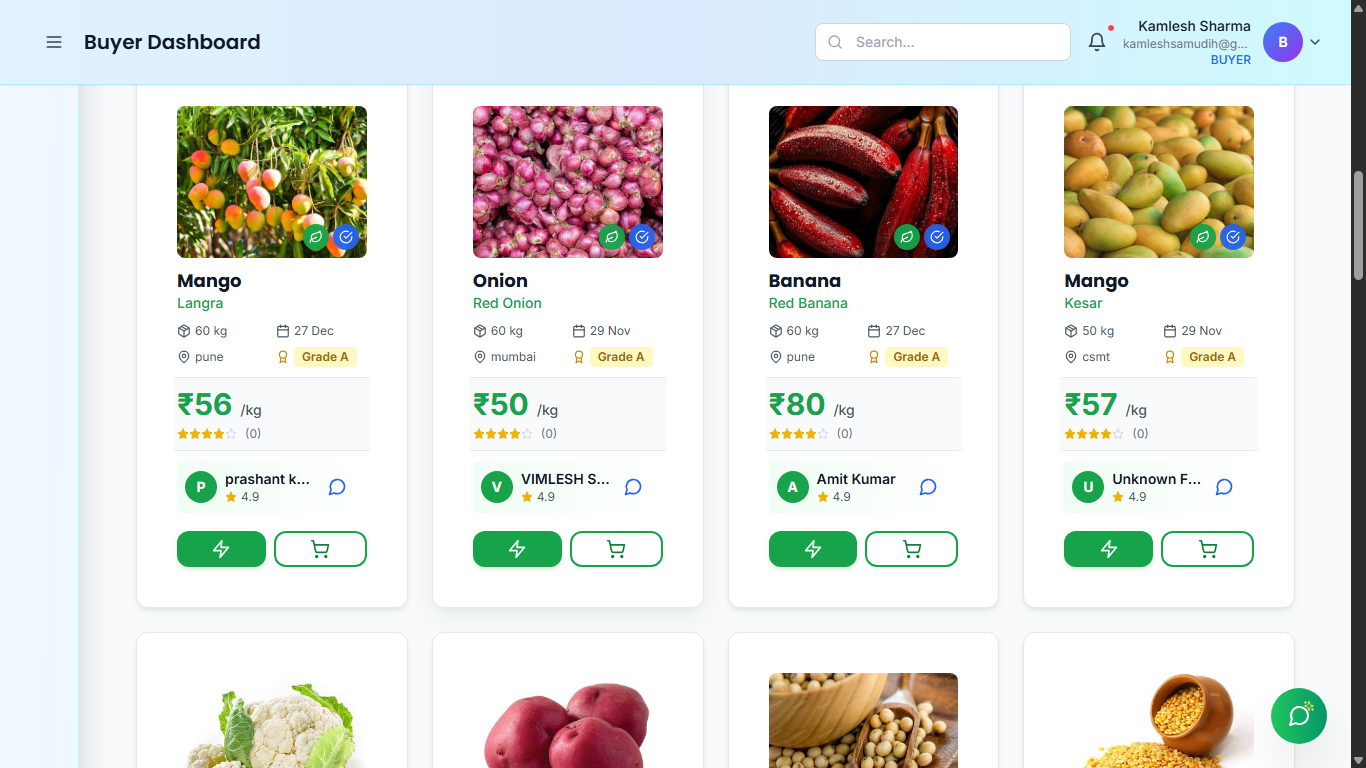 Buyer Dashboard
Search...
Kamlesh Sharma
kamleshsamudih@g...
BUYER
B
Mango
Langra
60 kg
27 Dec
pune
Grade A
₹56 /kg
(0)
P
prashant k...
4.9
Onion
Red Onion
60 kg
29 Nov
mumbai
Grade A
₹50 /kg
(0)
V
VIMLESH S...
4.9
Banana
Red Banana
60 kg
27 Dec
pune
Grade A
₹80 /kg
(0)
A
Amit Kumar
4.9
Mango
Kesar
50 kg
29 Nov
csmt
Grade A
₹57 /kg
(0)
U
Unknown F...
4.9